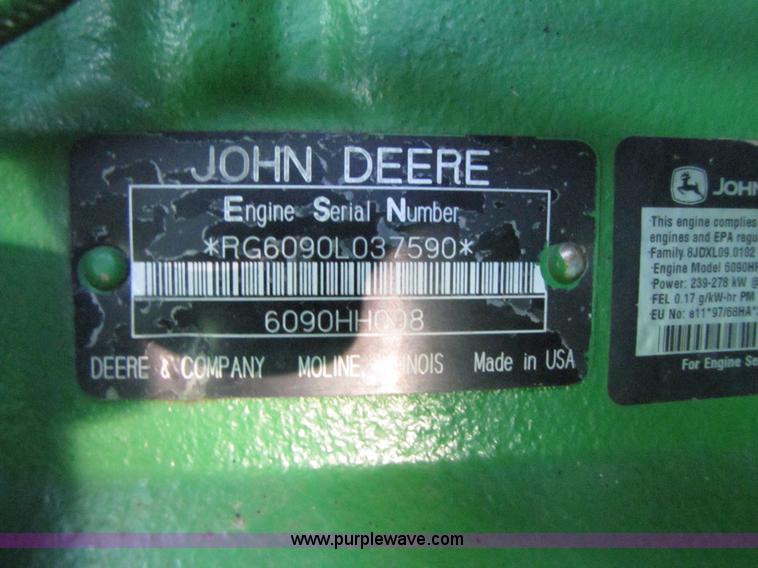 JOHN DEERE
Engine Serial Number
*RG6090L037590*
6090HH008
DEERE & COMPANY MOLINE, ILLINOIS Made in USA
JOHN
This engine complies
engines and EPA regu
Family 8JDXL09.0102
Engine Model 6090HH
Power: 239-278 kW @
FEL 0.17 g/kW-hr PM
EU No: e11*97/68HA*
For Engine Se
www.purplewave.com